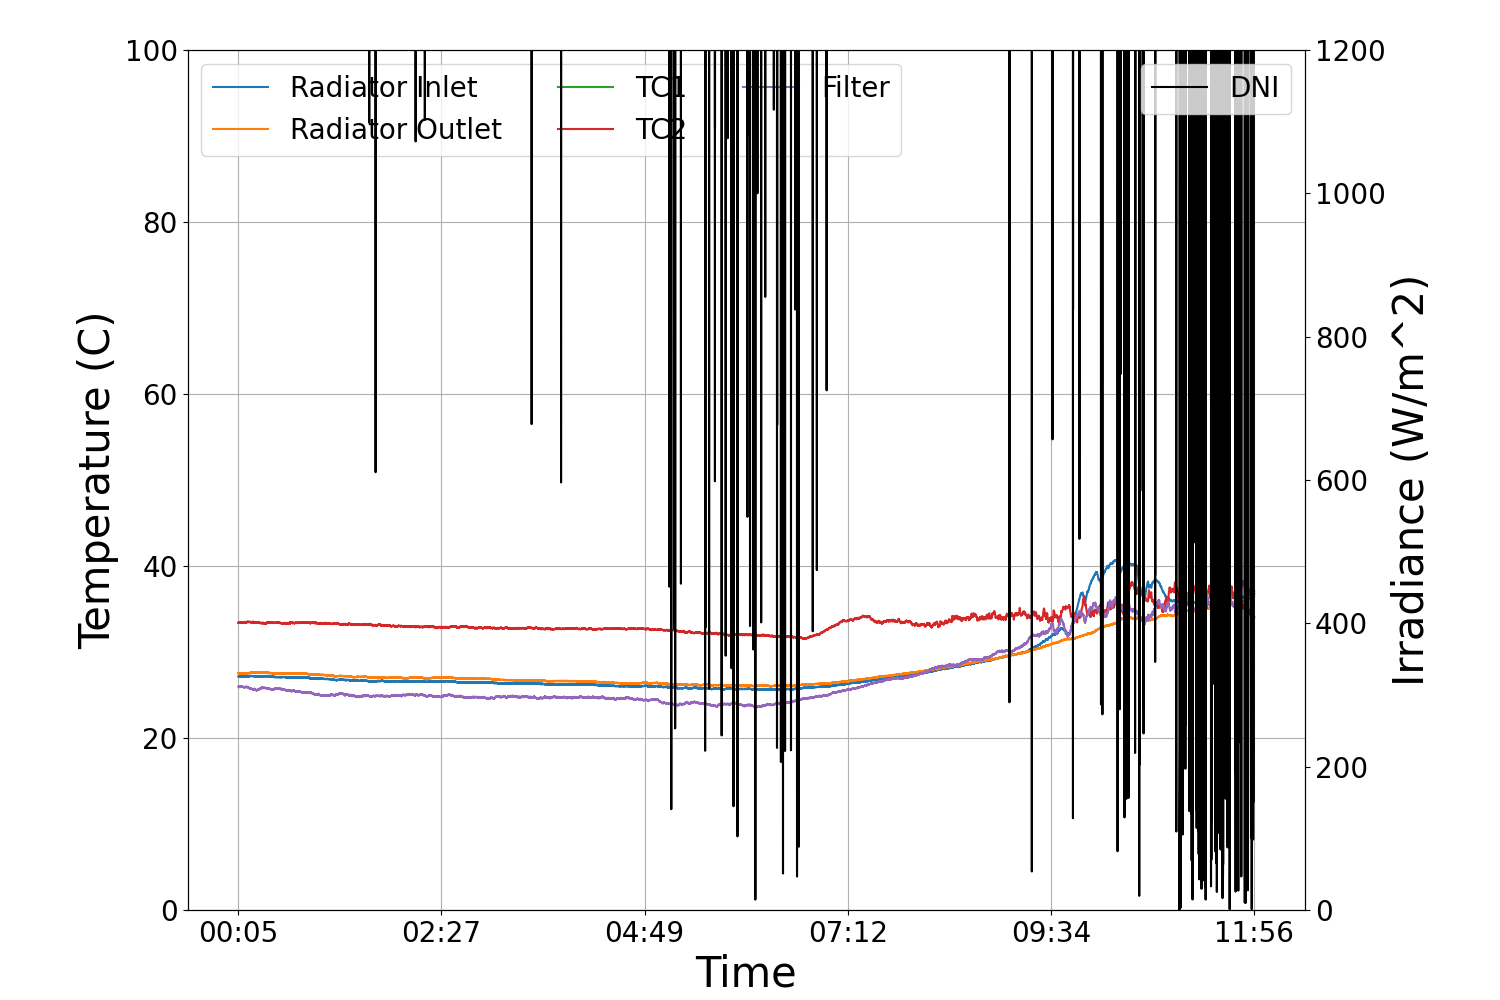 100
80
60
40
20
0
Temperature (C)
Radiator Inlet
Radiator Outlet
TC1
TC2
Filter
DNI
1200
1000
800
600
400
200
0
Irradiance (W/m^2)
00:05
02:27
04:49
07:12
09:34
11:56
Time